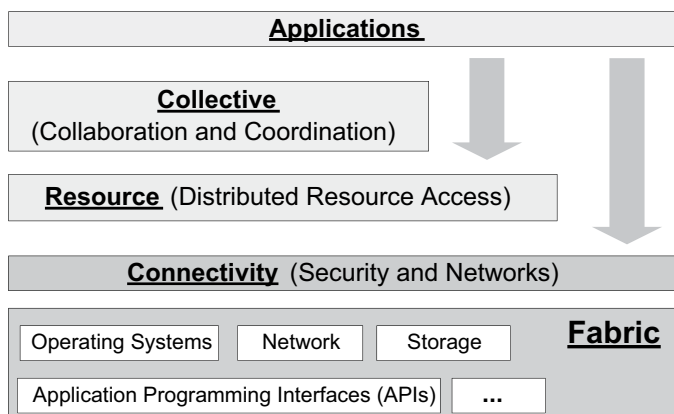 Applications
Collective
(Collaboration and Coordination)
Resource (Distributed Resource Access)
Connectivity (Security and Networks)
Fabric
Operating Systems
Network
Storage
Application Programming Interfaces (APIs)
...